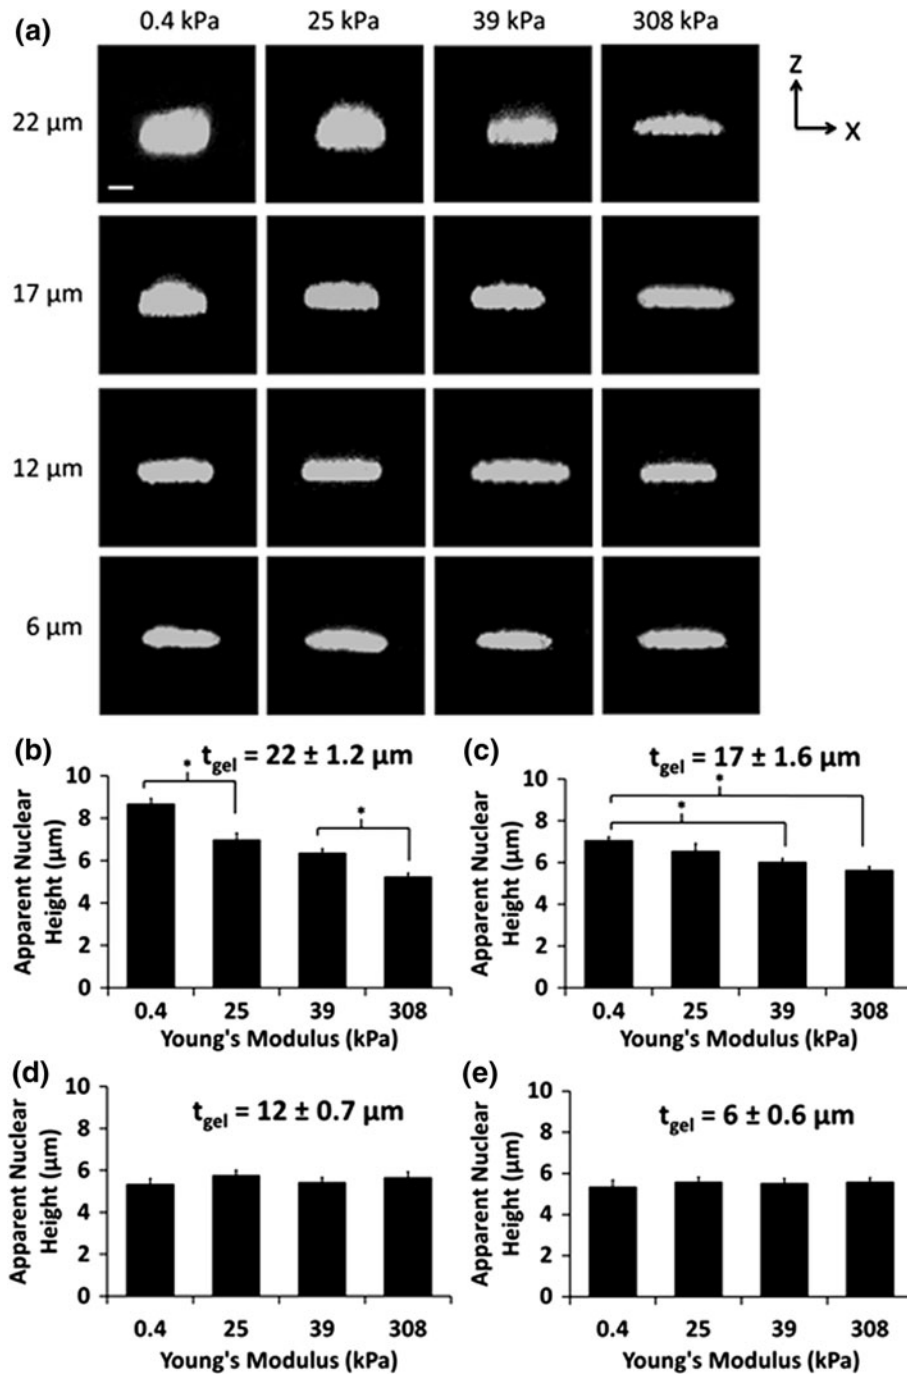 (a)
0.4 kPa 25 kPa 39 kPa 308 kPa
22 µm
Z
X
17 µm
12 µm
6 µm
(b)
t_gel = 22 ± 1.2 µm
*
*
Apparent Nuclear
Height (µm)
10
8
6
4
2
0
0.4 25 39 308
Young's Modulus (kPa)
(c)
t_gel = 17 ± 1.6 µm
*
*
Apparent Nuclear
Height (µm)
10
8
6
4
2
0
0.4 25 39 308
Young's Modulus (kPa)
(d)
t_gel = 12 ± 0.7 µm
Apparent Nuclear
Height (µm)
10
8
6
4
2
0
0.4 25 39 308
Young's Modulus (kPa)
(e)
t_gel = 6 ± 0.6 µm
Apparent Nuclear
Height (µm)
10
8
6
4
2
0
0.4 25 39 308
Young's Modulus (kPa)